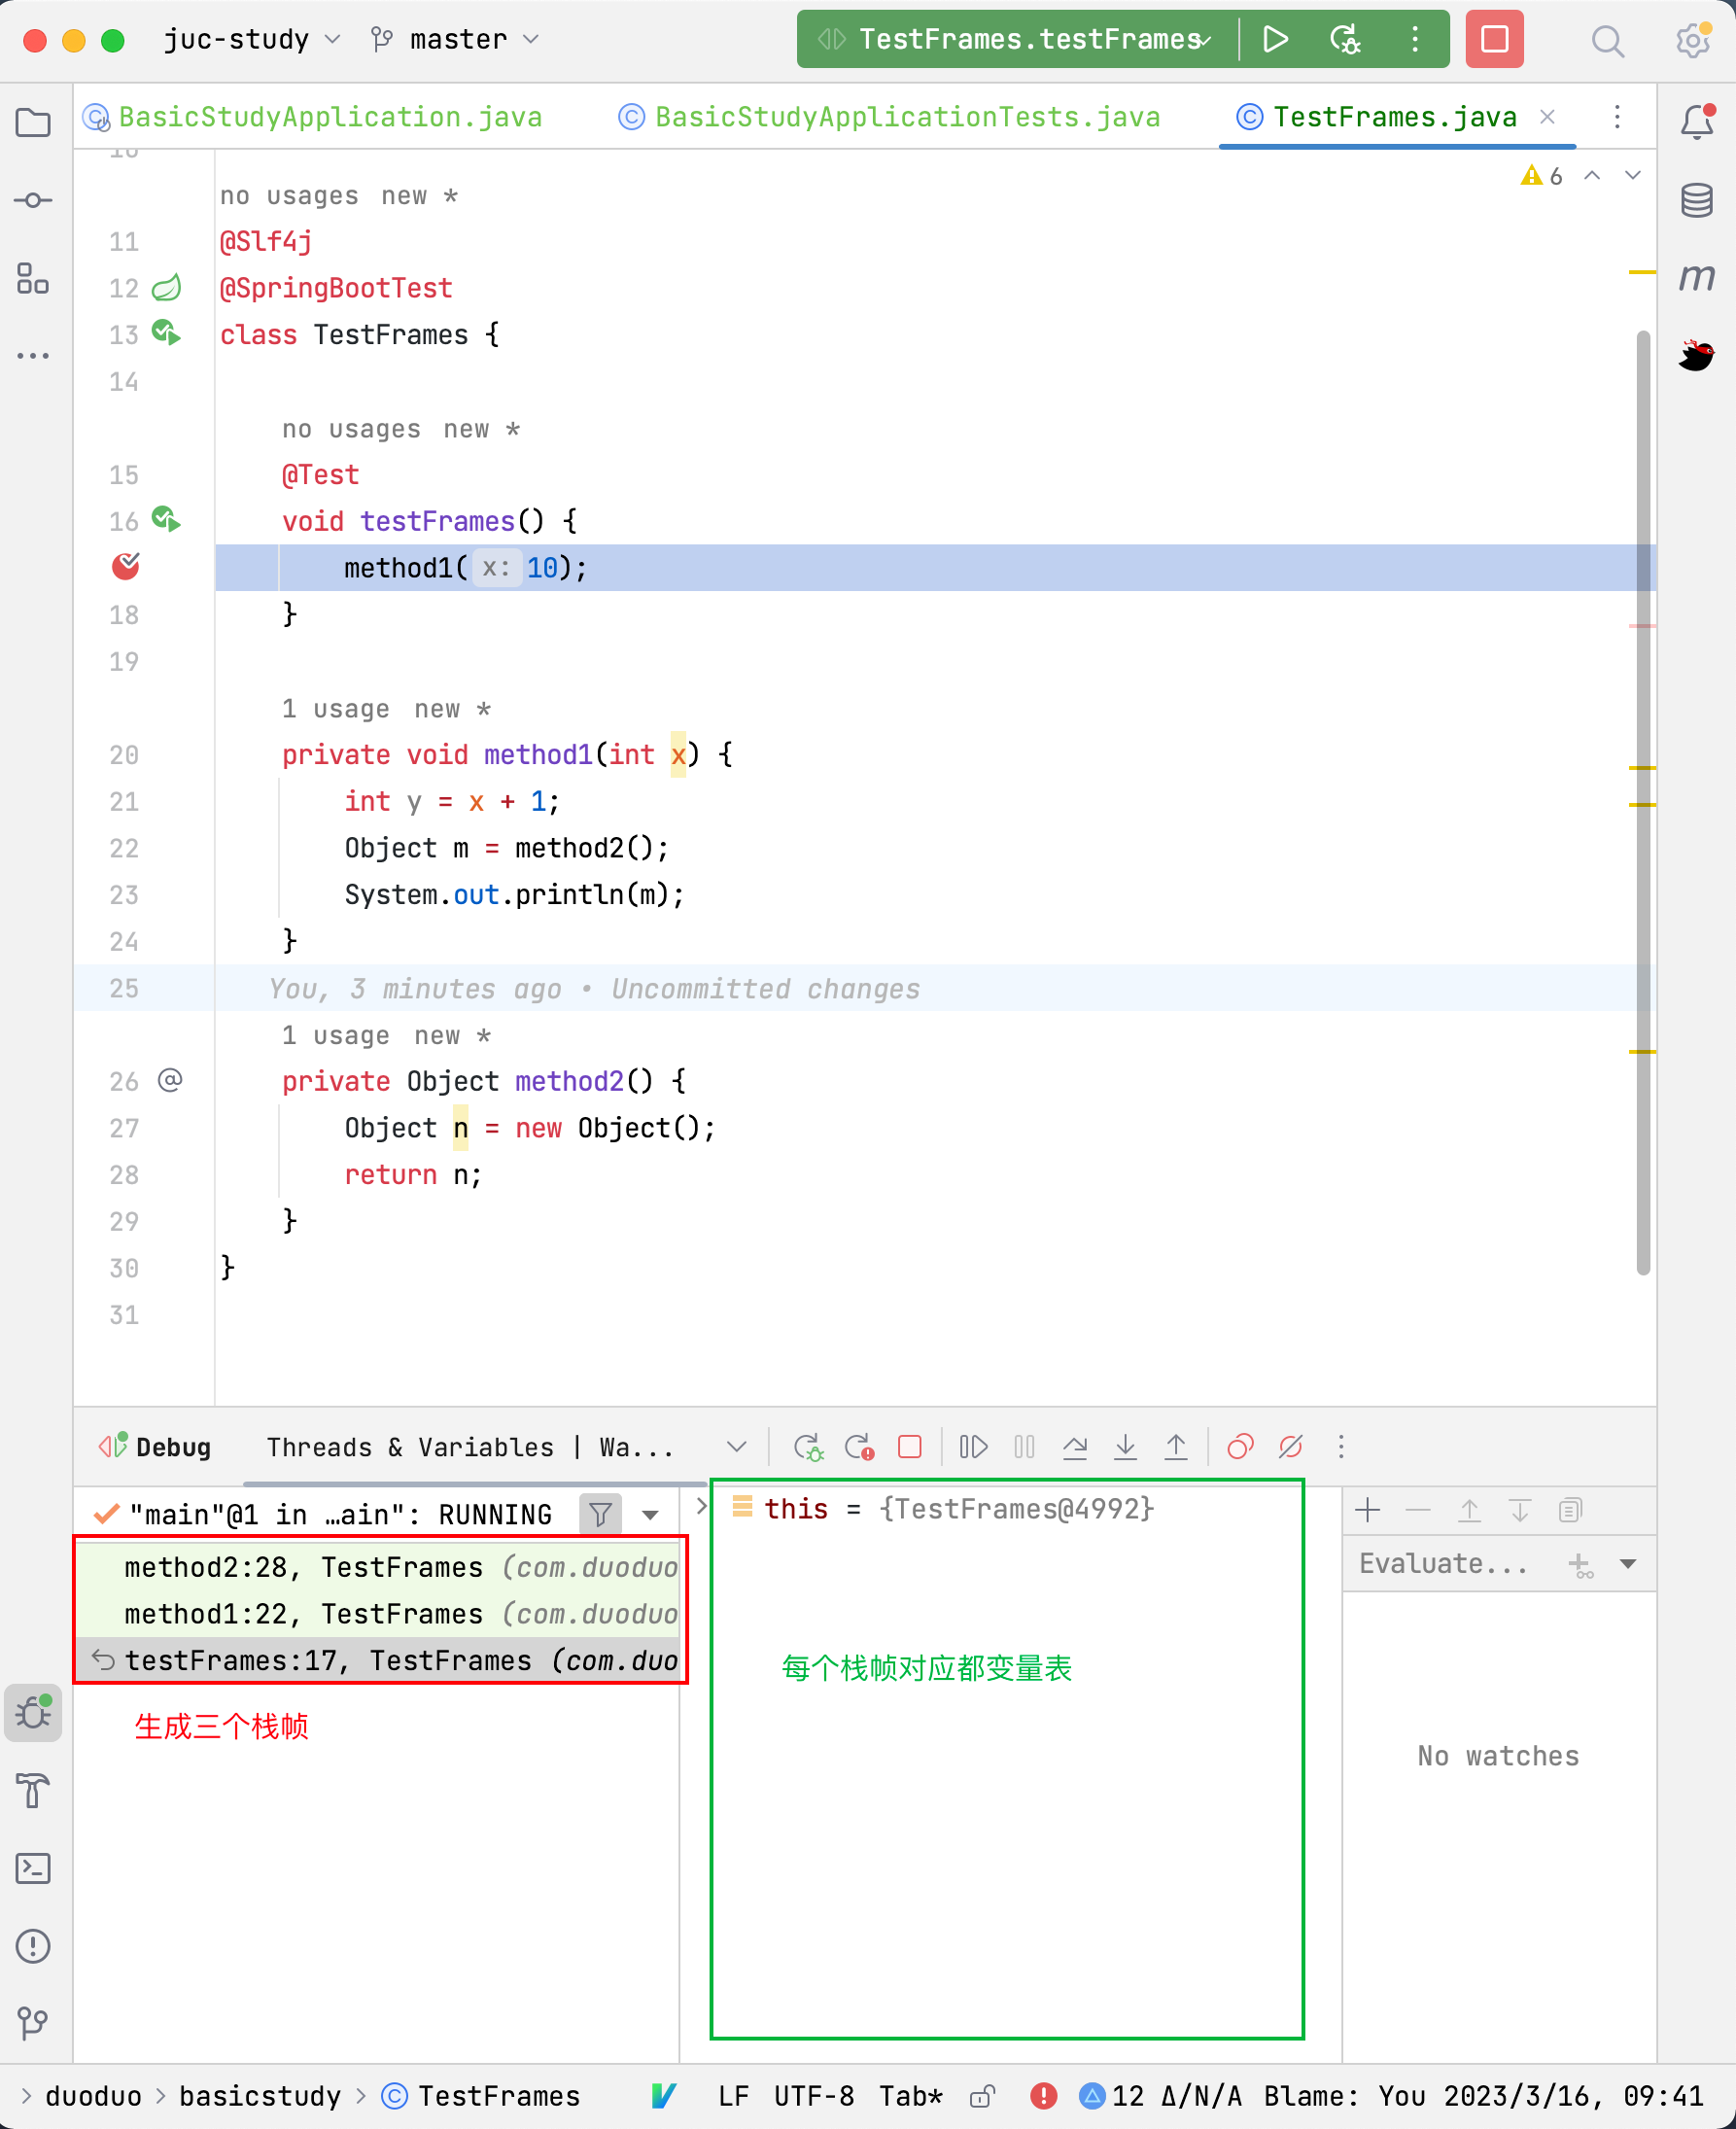 juc-study master TestFrames.testFrames
BasicStudyApplication.java BasicStudyApplicationTests.java TestFrames.java
6
no usages new *
11 @Slf4j
12 @SpringBootTest
13 class TestFrames {
14
no usages new *
15 @Test
16 void testFrames() {
method1( x: 10);
18 }
19
1 usage new *
20 private void method1(int x) {
21 int y = x + 1;
22 Object m = method2();
23 System.out.println(m);
24 }
25 You, 3 minutes ago • Uncommitted changes
1 usage new *
26 @ private Object method2() {
27 Object n = new Object();
28 return n;
29 }
30 }
31
Debug Threads & Variables | Wa...
"main"@1 in …ain": RUNNING
this = {TestFrames@4992}
method2:28, TestFrames (com.duoduo
Evaluate...
method1:22, TestFrames (com.duoduo
testFrames:17, TestFrames (com.duo
每个栈帧对应都变量表
生成三个栈帧
No watches
duoduo basicstudy TestFrames LF UTF-8 Tab* 12 Δ/N/A Blame: You 2023/3/16, 09:41